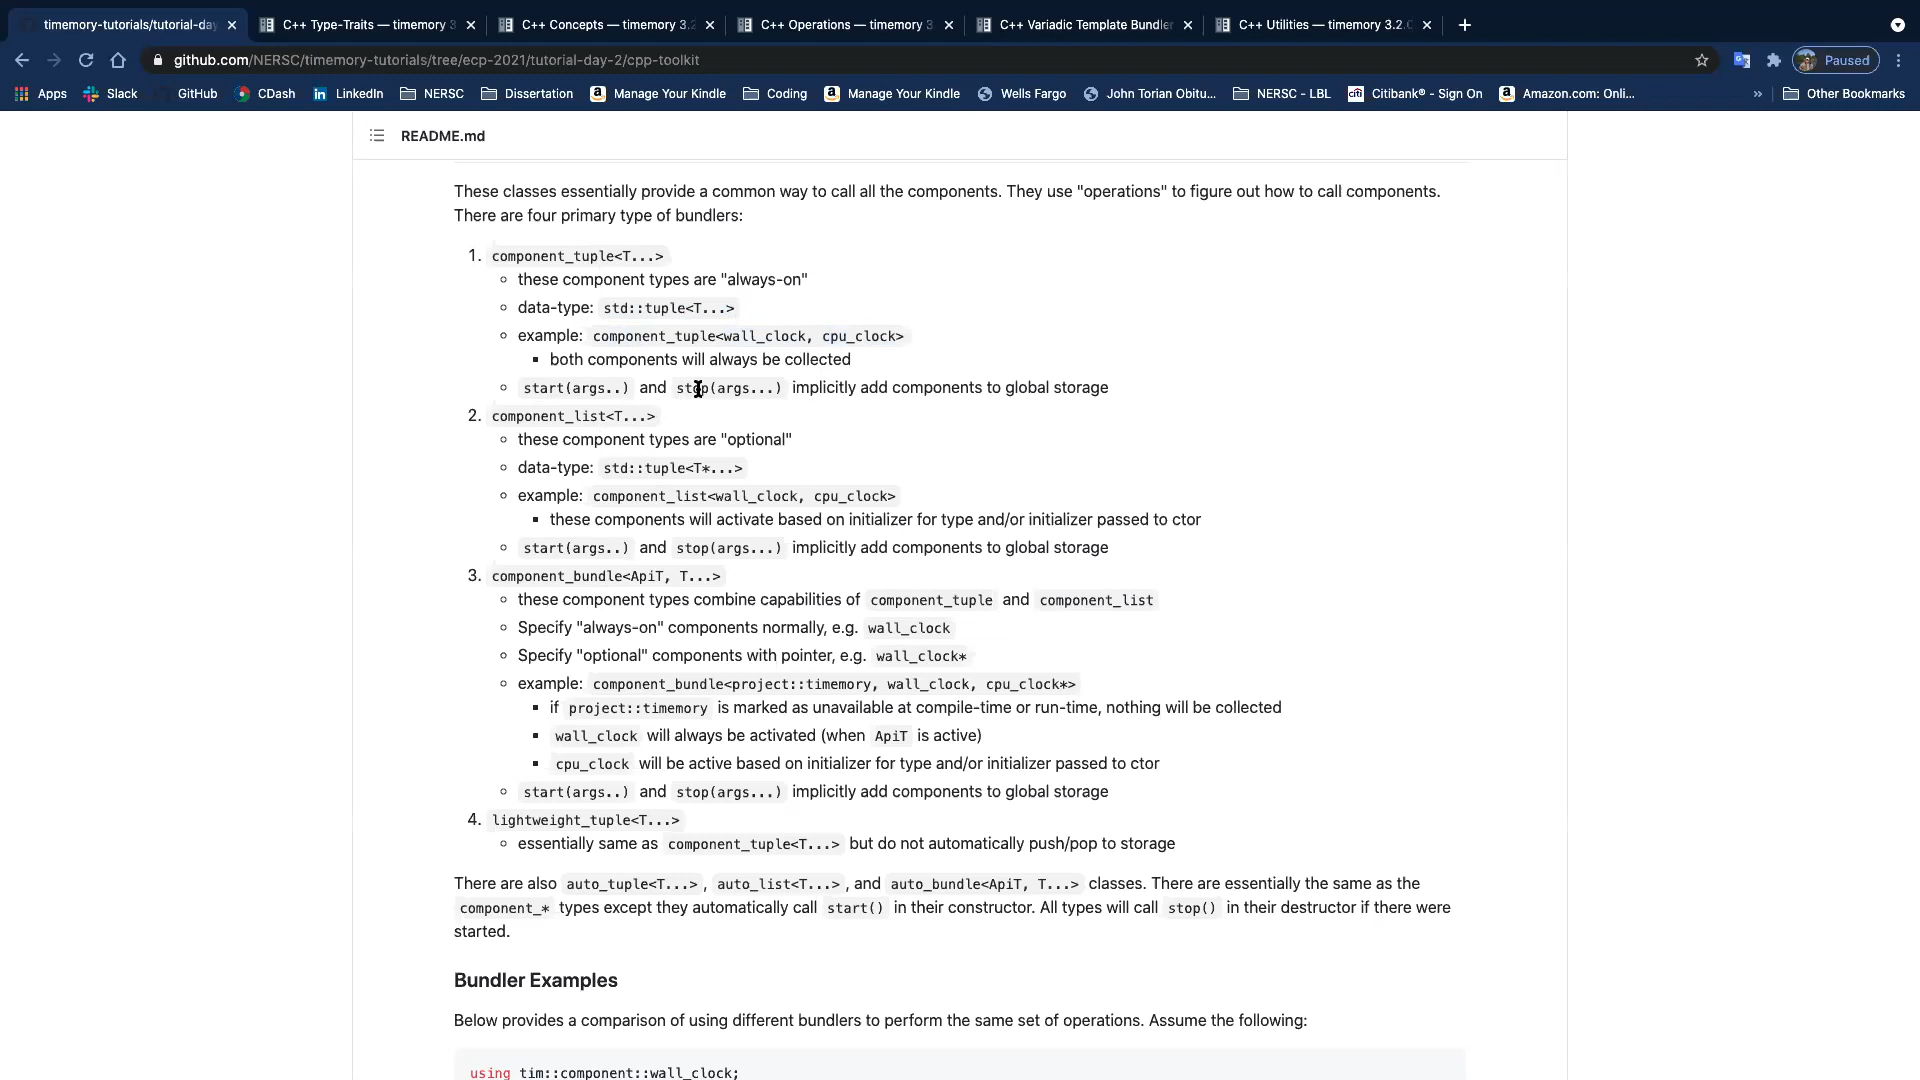 timemory-tutorials/tutorial-day
C++ Type-Traits — timemory 3
C++ Concepts — timemory 3.2
C++ Operations — timemory 3.
C++ Variadic Template Bundler
C++ Utilities — timemory 3.2.0
github.com/NERSC/timemory-tutorials/tree/ecp-2021/tutorial-day-2/cpp-toolkit
Paused
Apps
Slack
GitHub
CDash
LinkedIn
NERSC
Dissertation
Manage Your Kindle
Coding
Manage Your Kindle
Wells Fargo
John Torian Obitu...
NERSC - LBL
citi
Citibank® - Sign On
Amazon.com: Onli...
»
Other Bookmarks
README.md
These classes essentially provide a common way to call all the components. They use "operations" to figure out how to call components.
There are four primary type of bundlers:
1. component_tuple<T...>
these component types are "always-on"
data-type: std::tuple<T...>
example: component_tuple<wall_clock, cpu_clock>
both components will always be collected
start(args..) and stop(args...) implicitly add components to global storage
2. component_list<T...>
these component types are "optional"
data-type: std::tuple<T*...>
example: component_list<wall_clock, cpu_clock>
these components will activate based on initializer for type and/or initializer passed to ctor
start(args..) and stop(args...) implicitly add components to global storage
3. component_bundle<ApiT, T...>
these component types combine capabilities of component_tuple and component_list
Specify "always-on" components normally, e.g. wall_clock
Specify "optional" components with pointer, e.g. wall_clock*
example: component_bundle<project::timemory, wall_clock, cpu_clock*>
if project::timemory is marked as unavailable at compile-time or run-time, nothing will be collected
wall_clock will always be activated (when ApiT is active)
cpu_clock will be active based on initializer for type and/or initializer passed to ctor
start(args..) and stop(args...) implicitly add components to global storage
4. lightweight_tuple<T...>
essentially same as component_tuple<T...> but do not automatically push/pop to storage
There are also auto_tuple<T...>, auto_list<T...>, and auto_bundle<ApiT, T...> classes. There are essentially the same as the
component_* types except they automatically call start() in their constructor. All types will call stop() in their destructor if there were
started.
Bundler Examples
Below provides a comparison of using different bundlers to perform the same set of operations. Assume the following:
using tim::component::wall_clock;